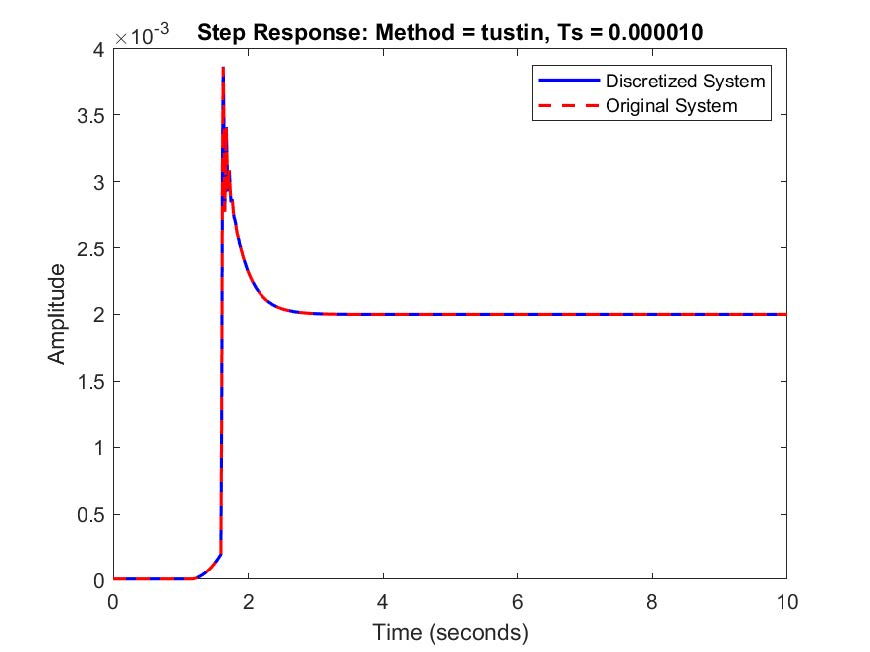 Step Response: Method = tustin, Ts = 0.000010
×10-3
4
3.5
3
2.5
2
1.5
1
0.5
0
Amplitude
Discretized System
Original System
0 2 4 6 8 10
Time (seconds)